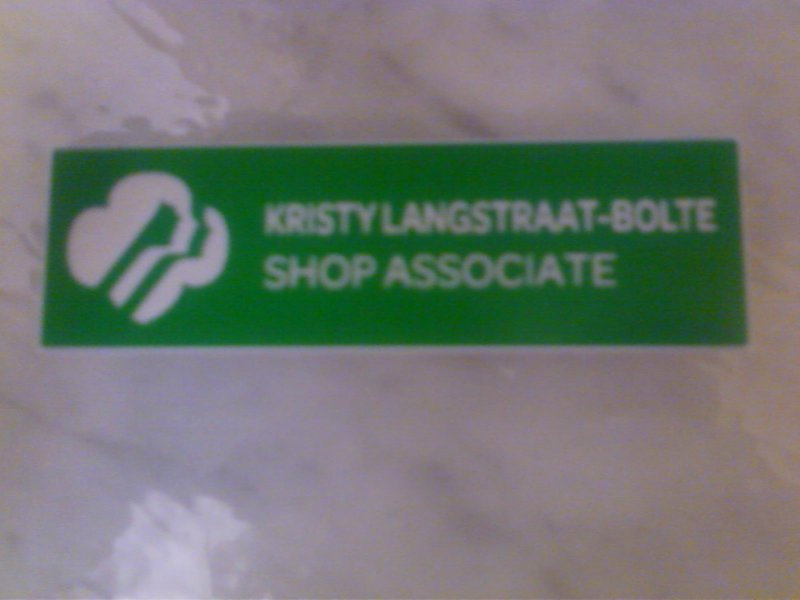 KRISTY LANGSTRAAT-BOLTE
SHOP ASSOCIATE